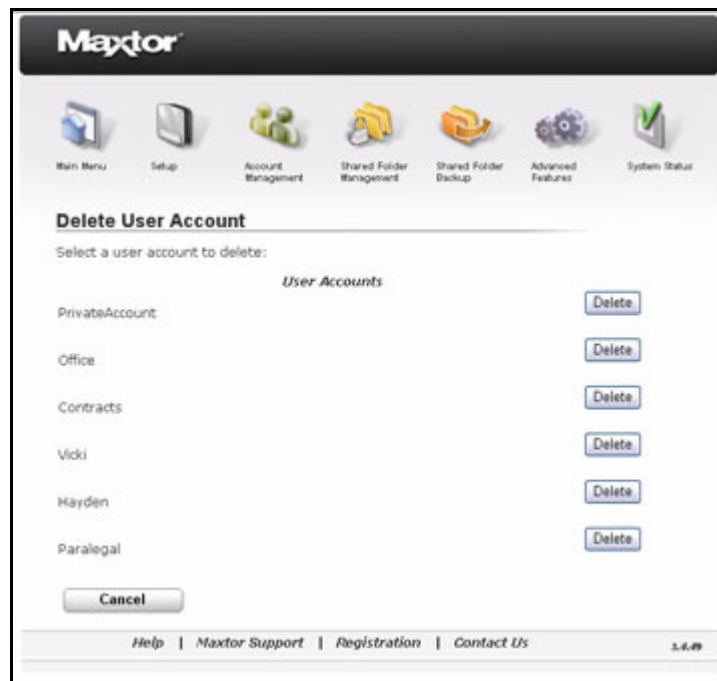 Maxtor
Main Menu
Setup
Account Management
Shared Folder Management
Shared Folder Backup
Advanced Features
System Status
Delete User Account
Select a user account to delete:
User Accounts
PrivateAccount Delete
Office Delete
Contracts Delete
Vicki Delete
Hayden Delete
Paralegal Delete
Cancel
Help | Maxtor Support | Registration | Contact Us